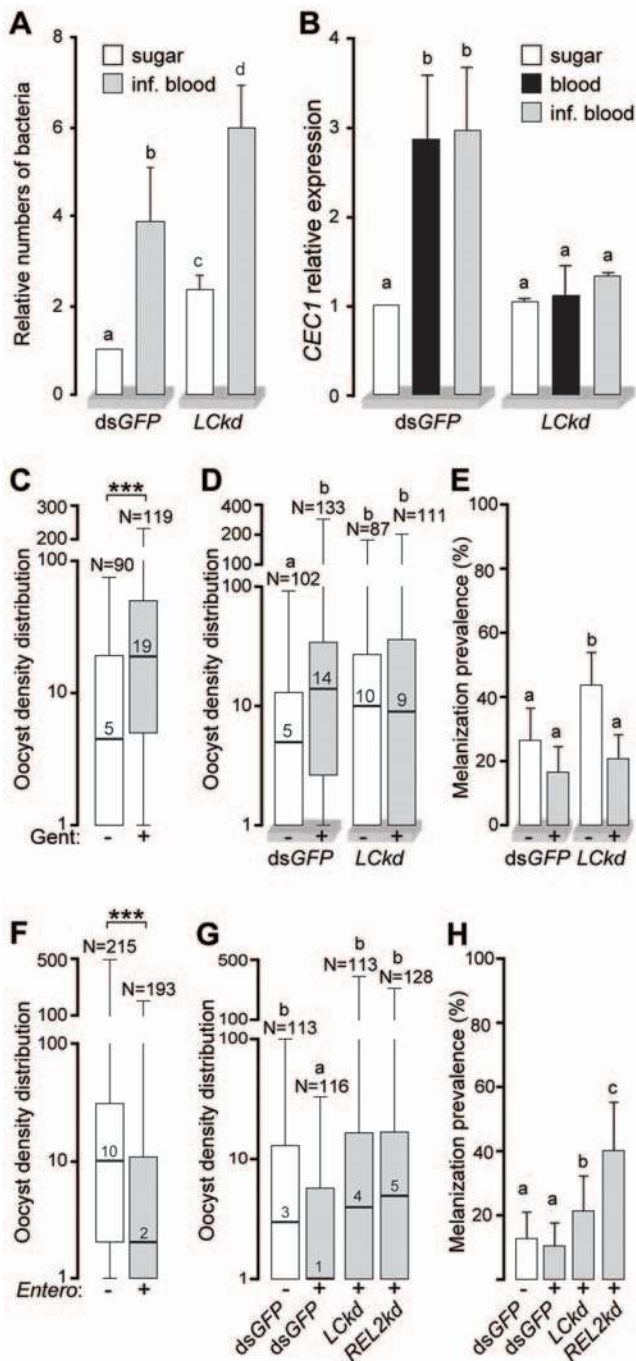 A
8
6
4
2
0
Relative numbers of bacteria
sugar
inf. blood
a
b
c
d
dsGFP
LCkd
B
4
3
2
1
0
CEC1 relative expression
sugar
blood
inf. blood
a
b
b
a
a
a
dsGFP
LCkd
C
300
200
100
100
10
1
Oocyst density distribution
***
N=90
N=119
5
19
Gent: - +
D
400
200
100
100
10
1
Oocyst density distribution
a
N=102
b
N=133
b
N=87
b
N=111
5
14
10
9
- + - +
dsGFP
LCkd
E
100
80
60
40
20
0
Melanization prevalence (%)
a
a
b
a
- + - +
dsGFP LCkd
F
500
100
100
10
1
Oocyst density distribution
***
N=215
N=193
10
2
Entero: - +
G
500
100
100
10
1
Oocyst density distribution
b
N=113
a
N=116
b
N=113
b
N=128
3
1
4
5
- + + +
dsGFP
dsGFP
LCkd
REL2kd
H
100
80
60
40
20
Melanization prevalence (%)
a
a
b
c
- + + +
dsGFP
dsGFP
LCkd
REL2kd